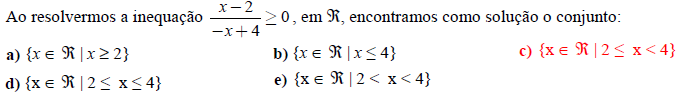 Ao resolvermos a inequação \frac{x-2}{-x+4} ≥ 0, em ℜ, encontramos como solução o conjunto:
a) {x ∈ ℜ | x ≥ 2} b) {x ∈ ℜ | x ≤ 4} c) {x ∈ ℜ | 2 ≤ x < 4}
d) {x ∈ ℜ | 2 ≤ x ≤ 4} e) {x ∈ ℜ | 2 < x < 4}